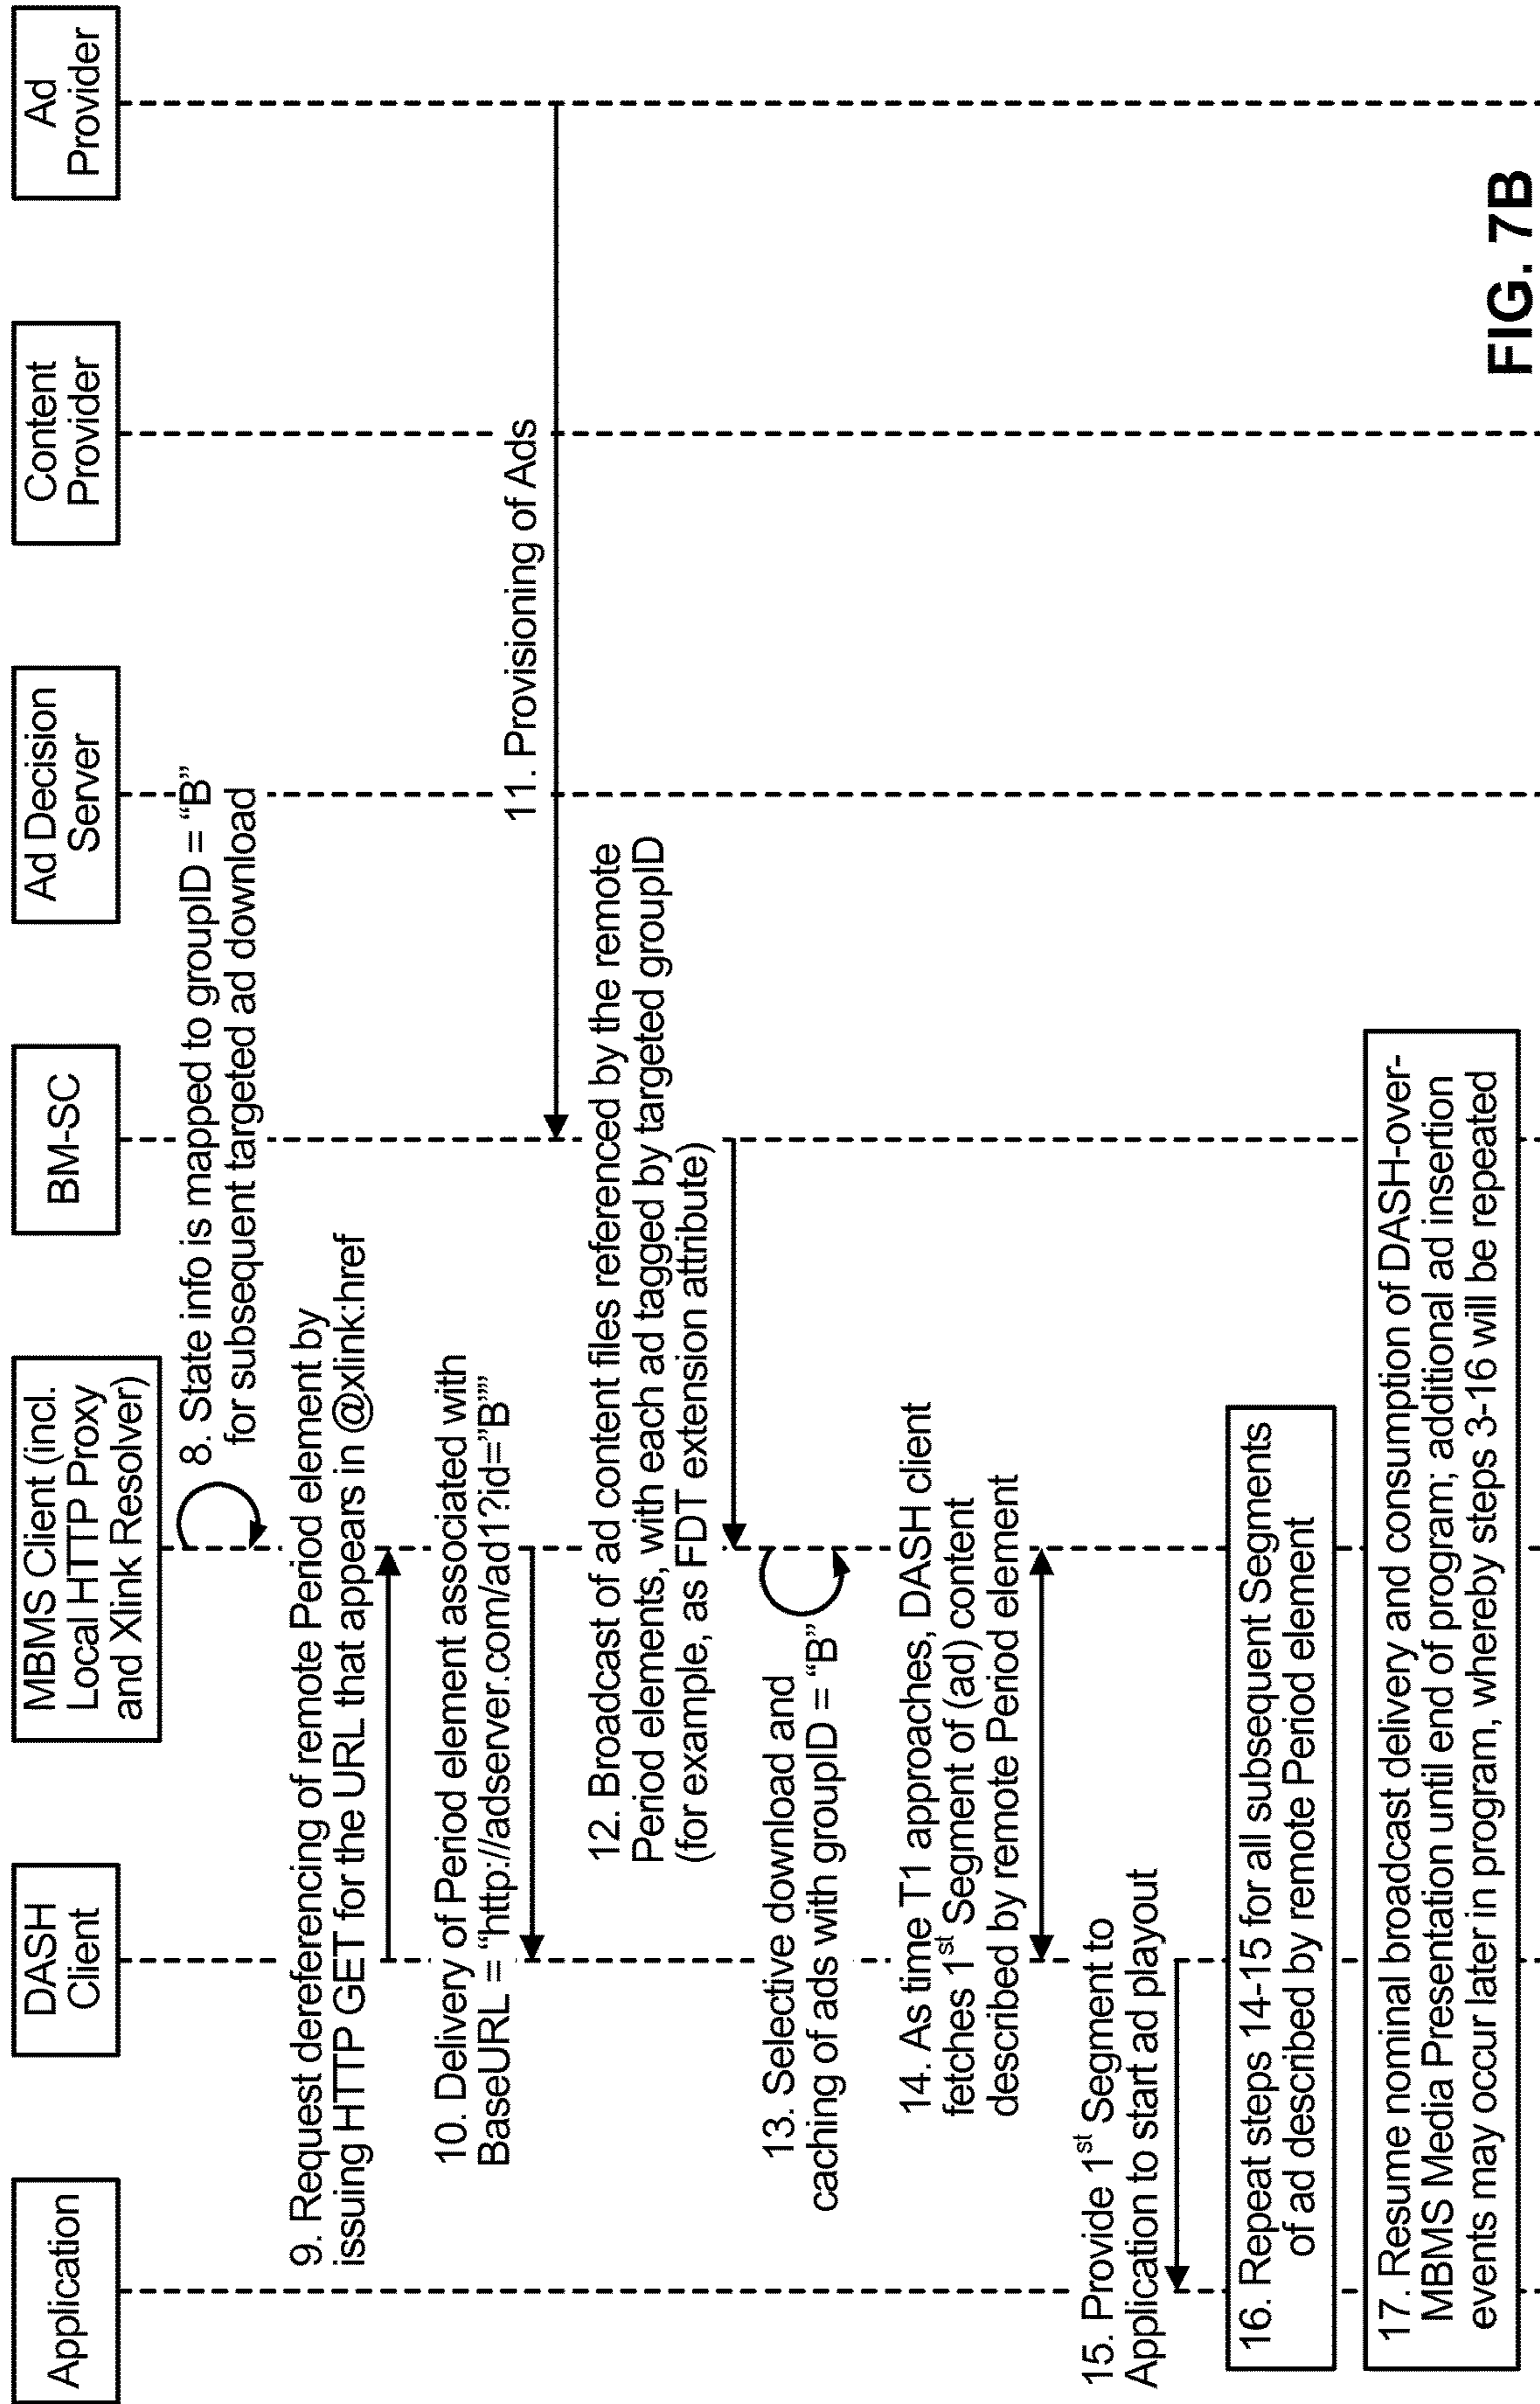 Application
DASH
Client
MBMS Client (incl.
Local HTTP Proxy
and Xlink Resolver)
BM-SC
Ad Decision
Server
Content
Provider
Ad
Provider
8. State info is mapped to groupID = “B”
for subsequent targeted ad download
9. Request dereferencing of remote Period element by
issuing HTTP GET for the URL that appears in @xlink:href
10. Delivery of Period element associated with
BaseURL = “http://adserver.com/ad1?id=”B””
11. Provisioning of Ads
12. Broadcast of ad content files referenced by the remote
Period elements, with each ad tagged by targeted groupID
(for example, as FDT extension attribute)
13. Selective download and
caching of ads with groupID = “B”
14. As time T1 approaches, DASH client
fetches 1st Segment of (ad) content
described by remote Period element
15. Provide 1st Segment to
Application to start ad playout
16. Repeat steps 14-15 for all subsequent Segments
of ad described by remote Period element
17. Resume nominal broadcast delivery and consumption of DASH-over-
MBMS Media Presentation until end of program; additional ad insertion
events may occur later in program, whereby steps 3-16 will be repeated
FIG. 7B